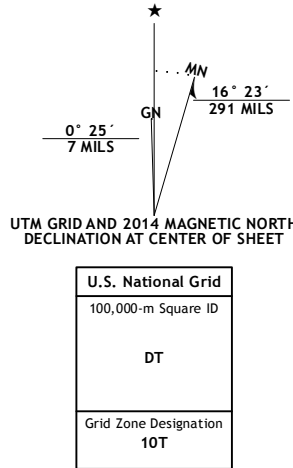 ★
MN
GN
16° 23´
291 MILS
0° 25´
7 MILS
UTM GRID AND 2014 MAGNETIC NORTH
DECLINATION AT CENTER OF SHEET
U.S. National Grid
100,000-m Square ID
DT
Grid Zone Designation
10T